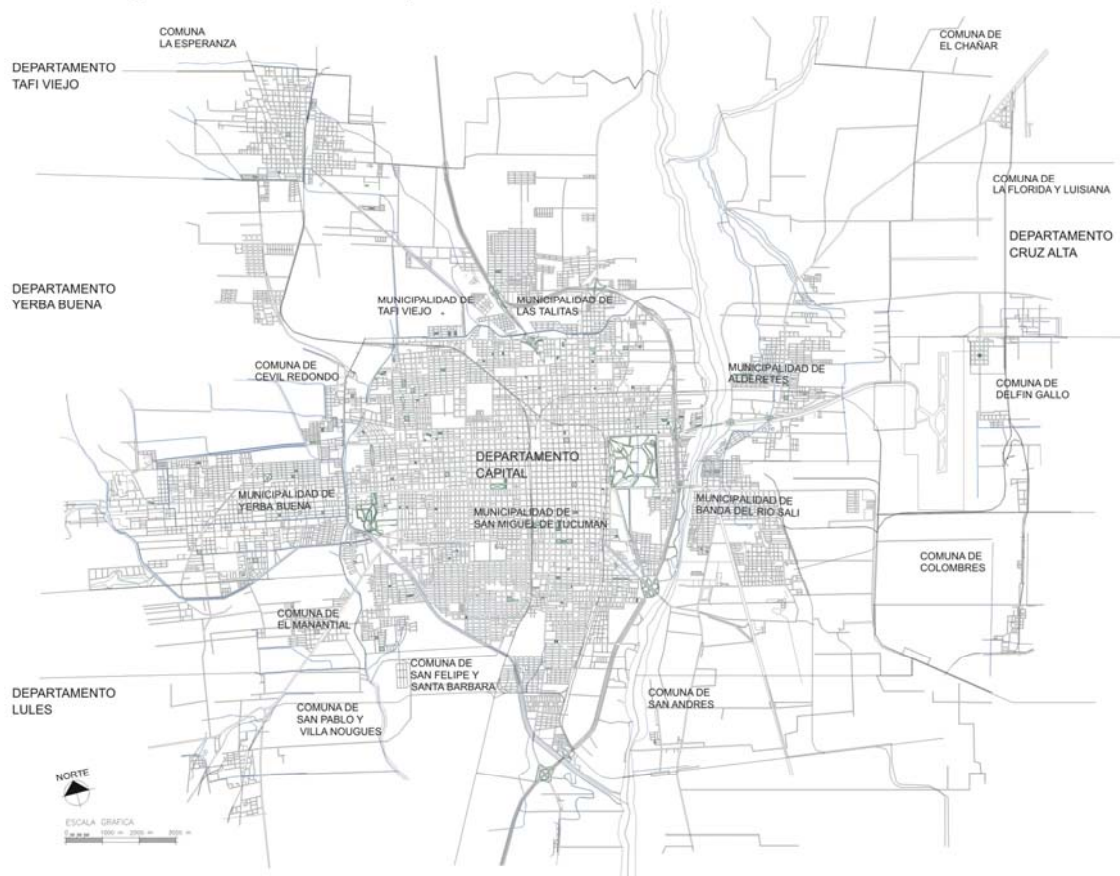 COMUNA
LA ESPERANZA
COMUNA DE
EL CHAÑAR
DEPARTAMENTO
TAFI VIEJO
COMUNA DE
LA FLORIDA Y LUISIANA
DEPARTAMENTO
CRUZ ALTA
DEPARTAMENTO
YERBA BUENA
MUNICIPALIDAD DE
TAFI VIEJO
MUNICIPALIDAD DE
LAS TALITAS
COMUNA DE
CEVIL REDONDO
MUNICIPALIDAD DE
ALDERETES
COMUNA DE
DELFIN GALLO
DEPARTAMENTO
CAPITAL
MUNICIPALIDAD DE
YERBA BUENA
MUNICIPALIDAD DE
SAN MIGUEL DE TUCUMAN
MUNICIPALIDAD DE
BANDA DEL RIO SALI
COMUNA DE
COLOMBRES
COMUNA DE
EL MANANTIAL
COMUNA DE
SAN FELIPE Y
SANTA BARBARA
DEPARTAMENTO
LULES
COMUNA DE
SAN PABLO Y
VILLA NOUGUES
COMUNA DE
SAN ANDRES
NORTE
ESCALA GRAFICA
0 1000 m 2000 m 3000 m